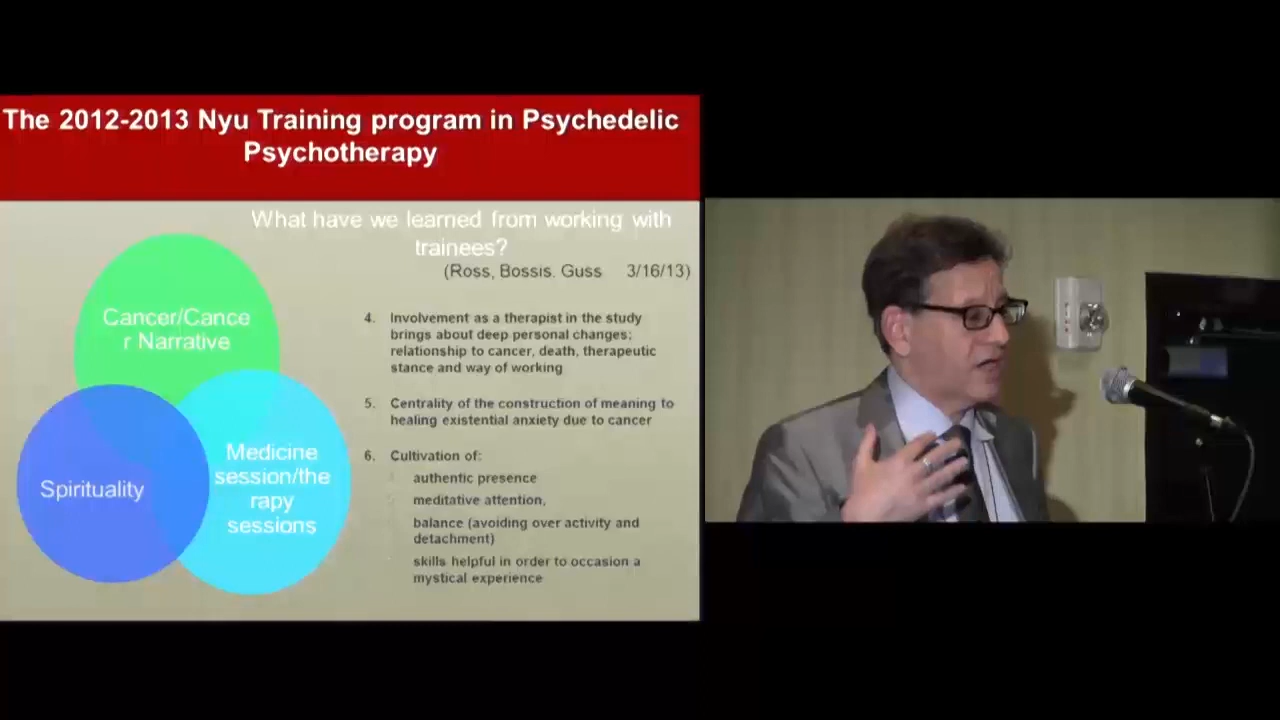 The 2012-2013 Nyu Training program in Psychedelic
Psychotherapy
What have we learned from working with
trainees?
(Ross, Bossis. Guss 3/16/13)
Cancer/Cance
r Narrative
Spirituality
Medicine
session/the
rapy
sessions
4. Involvement as a therapist in the study
brings about deep personal changes;
relationship to cancer, death, therapeutic
stance and way of working
5. Centrality of the construction of meaning to
healing existential anxiety due to cancer
6. Cultivation of:
authentic presence
meditative attention,
balance (avoiding over activity and
detachment)
skills helpful in order to occasion a
mystical experience